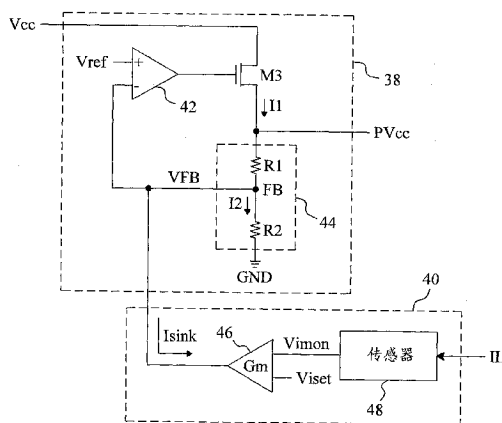 Vcc
Vref
+
-
42
M3
38
I1
PVcc
R1
VFB
FB
I2
44
R2
GND
40
Isink
46
Gm
Vimon
Viset
传感器
48
Il